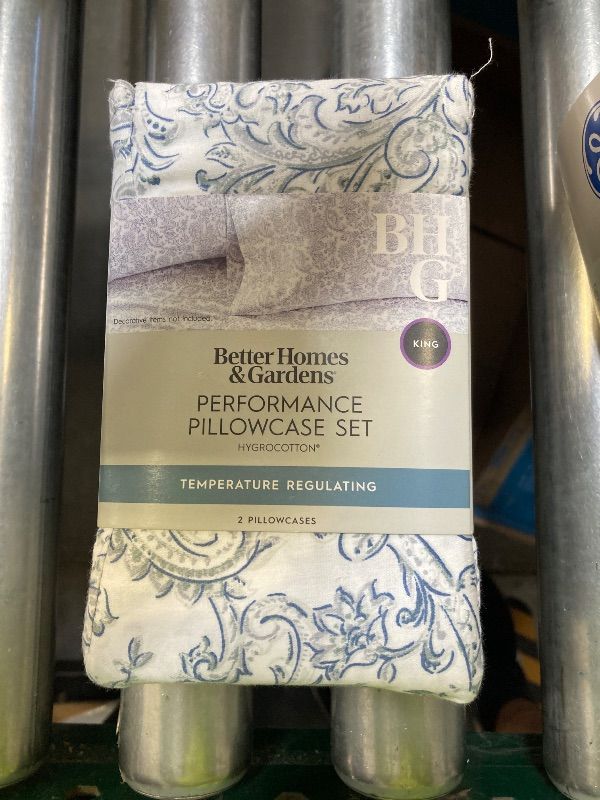 BH
G
Decorative items not included.
KING
Better Homes
& Gardens®
PERFORMANCE
PILLOWCASE SET
HYGROCOTTON®
TEMPERATURE REGULATING
2 PILLOWCASES